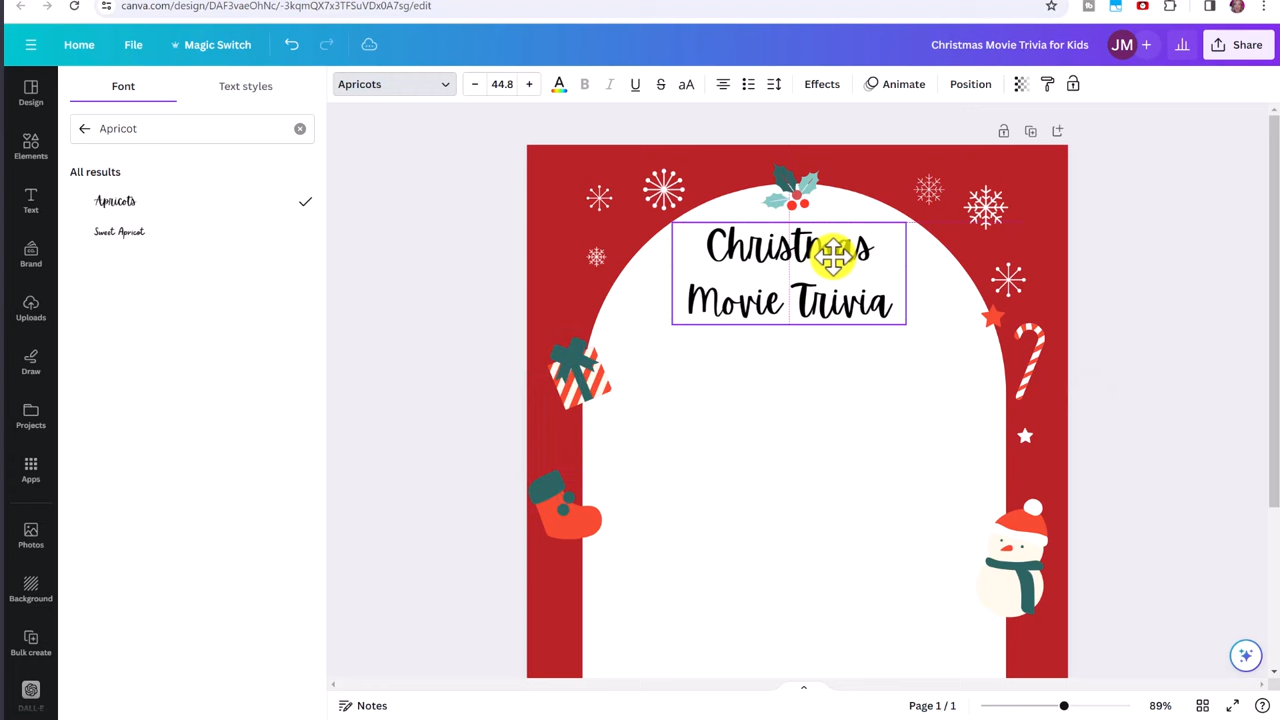 canva.com/design/DAF3vaeOhNc/-3kqmQX7x3TFSuVDx0A7sg/edit
Home
File
Magic Switch
Christmas Movie Trivia for Kids
JM
Share
Design
Elements
Text
Brand
Uploads
Draw
Projects
Apps
Photos
Background
Bulk create
DALL-E
Font
Text styles
Apricot
All results
Apricots
Sweet Apricot
Apricots
44.8
A
B
I
U
S
aA
Effects
Animate
Position
Christmas
Movie Trivia
Notes
Page 1 / 1
89%